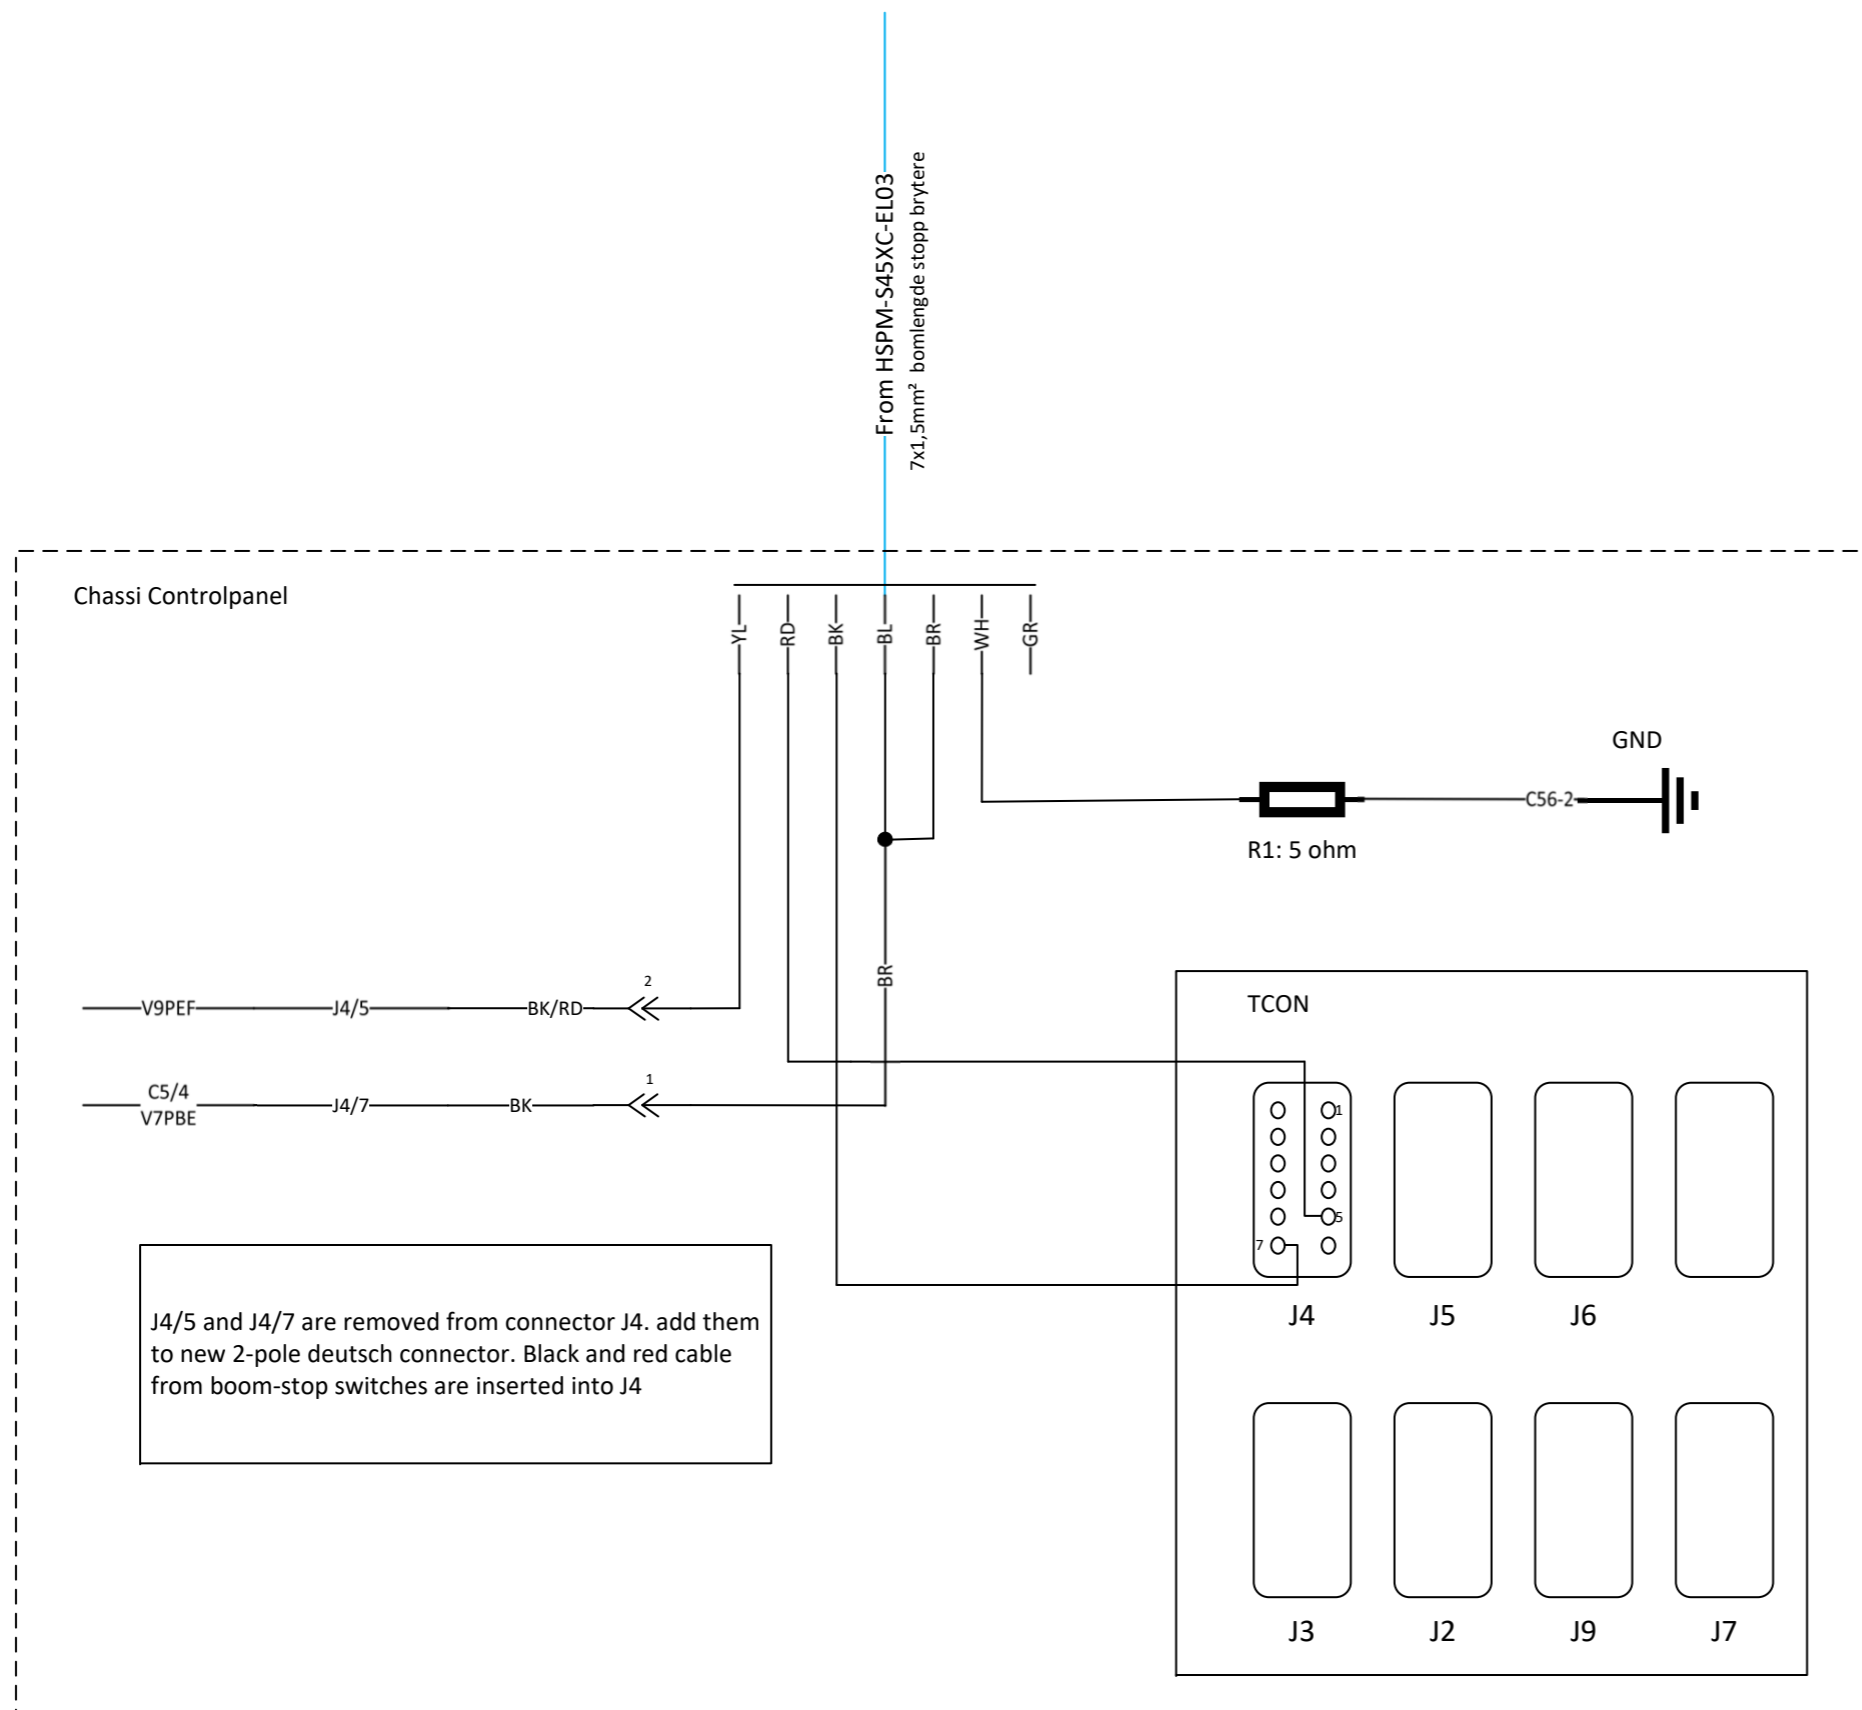 From HSPM-S45XC-EL03
7x1,5mm² bomlengde stopp brytere
Chassi Controlpanel
YL
RD
BK
BL
BR
WH
GR
GND
C56-2
R1: 5 ohm
BR
2
V9PEF
J4/5
BK/RD
TCON
1
C5/4
J4/7
BK
V7PBE
1
5
7
J4/5 and J4/7 are removed from connector J4. add them
to new 2-pole deutsch connector. Black and red cable
from boom-stop switches are inserted into J4
J4
J5
J6
J3
J2
J9
J7